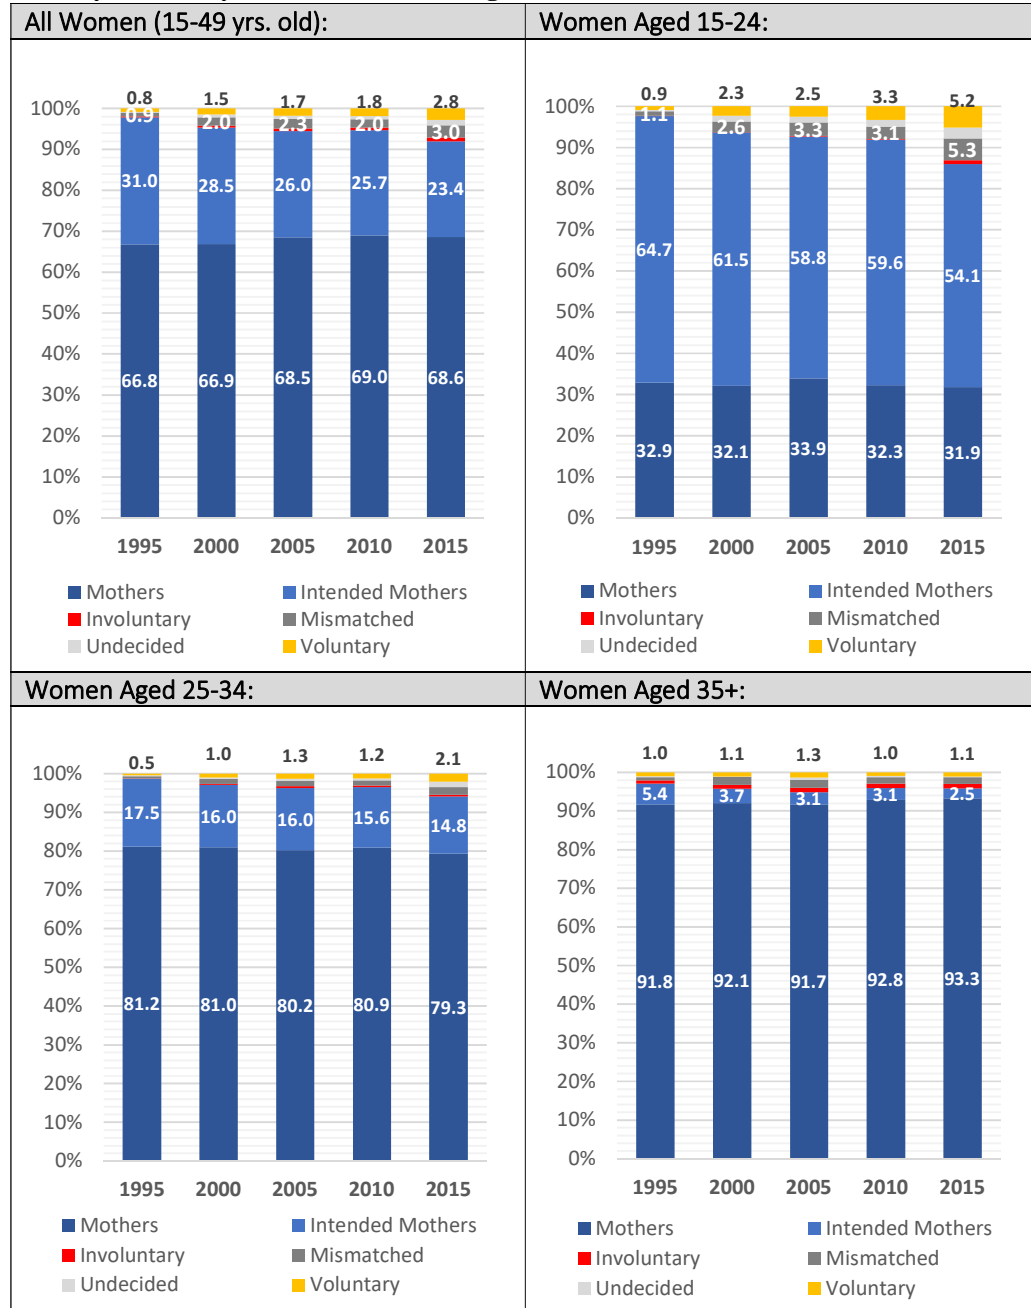 All Women (15-49 yrs. old):
Women Aged 15-24:
0.8 1.5 1.7 1.8 2.8
100%
90%
80%
70%
60%
50%
40%
30%
20%
10%
0%
0.9 2.0 2.3 2.0 3.0
31.0 28.5 26.0 25.7 23.4
66.8 66.9 68.5 69.0 68.6
1995 2000 2005 2010 2015
Mothers Intended Mothers
Involuntary Mismatched
Undecided Voluntary
0.9 2.3 2.5 3.3 5.2
100%
90%
80%
70%
60%
50%
40%
30%
20%
10%
0%
1.1 2.6 3.3 3.1 5.3
64.7 61.5 58.8 59.6 54.1
32.9 32.1 33.9 32.3 31.9
1995 2000 2005 2010 2015
Mothers Intended Mothers
Involuntary Mismatched
Undecided Voluntary
Women Aged 25-34:
Women Aged 35+:
0.5 1.0 1.3 1.2 2.1
100%
90%
80%
70%
60%
50%
40%
30%
20%
10%
0%
17.5 16.0 16.0 15.6 14.8
81.2 81.0 80.2 80.9 79.3
1995 2000 2005 2010 2015
Mothers Intended Mothers
Involuntary Mismatched
Undecided Voluntary
1.0 1.1 1.3 1.0 1.1
100%
90%
80%
70%
60%
50%
40%
30%
20%
10%
0%
5.4 3.7 3.1 3.1 2.5
91.8 92.1 91.7 92.8 93.3
1995 2000 2005 2010 2015
Mothers Intended Mothers
Involuntary Mismatched
Undecided Voluntary